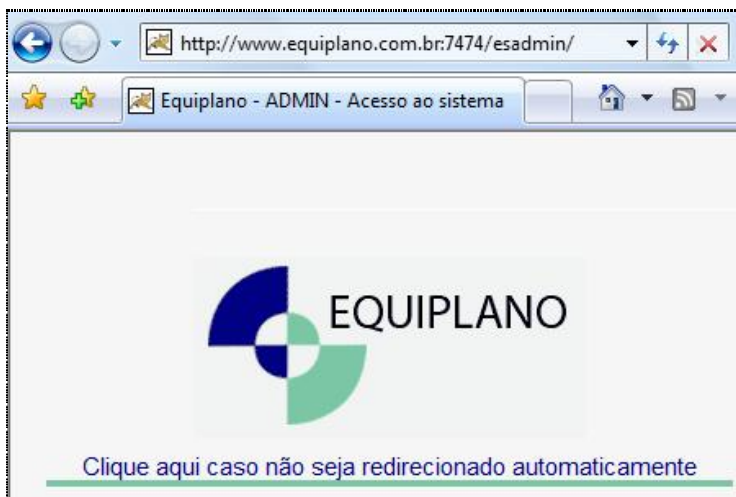 http://www.equiplano.com.br:7474/esadmin/
Equiplano - ADMIN - Acesso ao sistema
EQUIPLANO
Clique aqui caso não seja redirecionado automaticamente